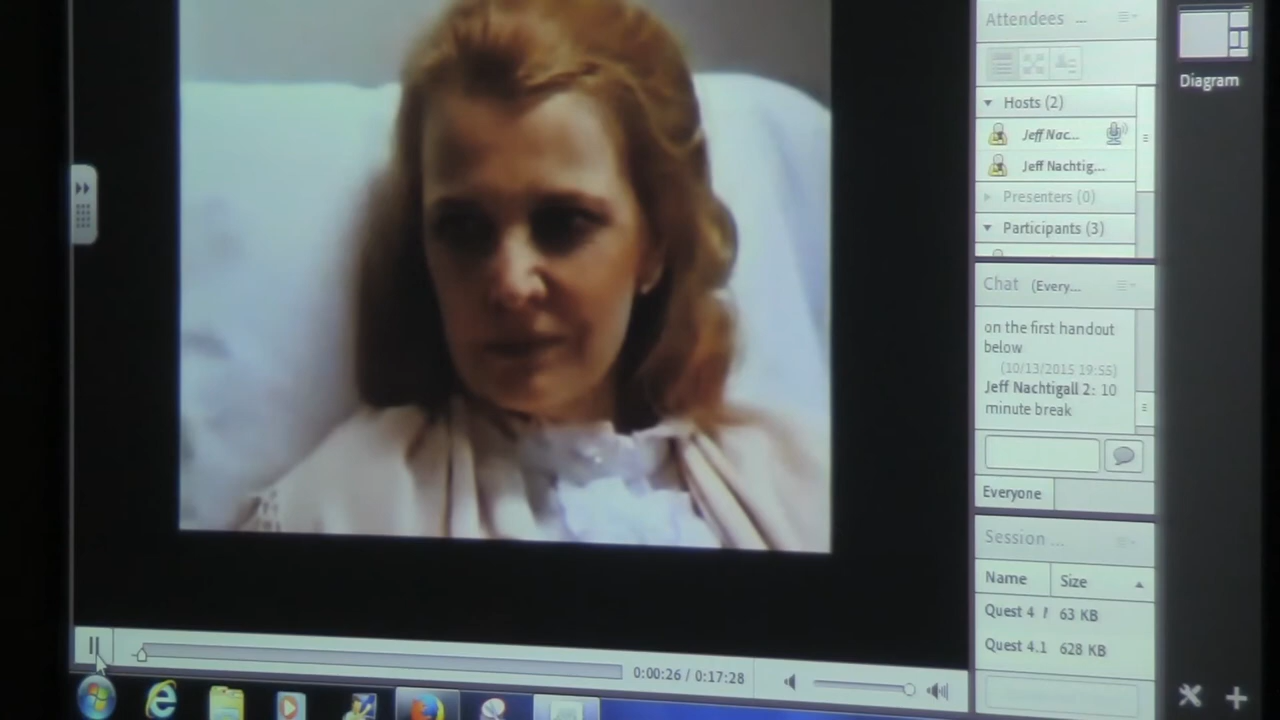 Attendees ...
Diagram
Hosts (2)
Jeff Nac...
Jeff Nachtig...
Presenters (0)
Participants (3)
Chat (Every...
on the first handout
below
(10/13/2015 19:55)
Jeff Nachtigall 2: 10
minute break
Everyone
Session ...
Name Size
Quest 4 63 KB
Quest 4.1 628 KB
0:00:26 / 0:17:28